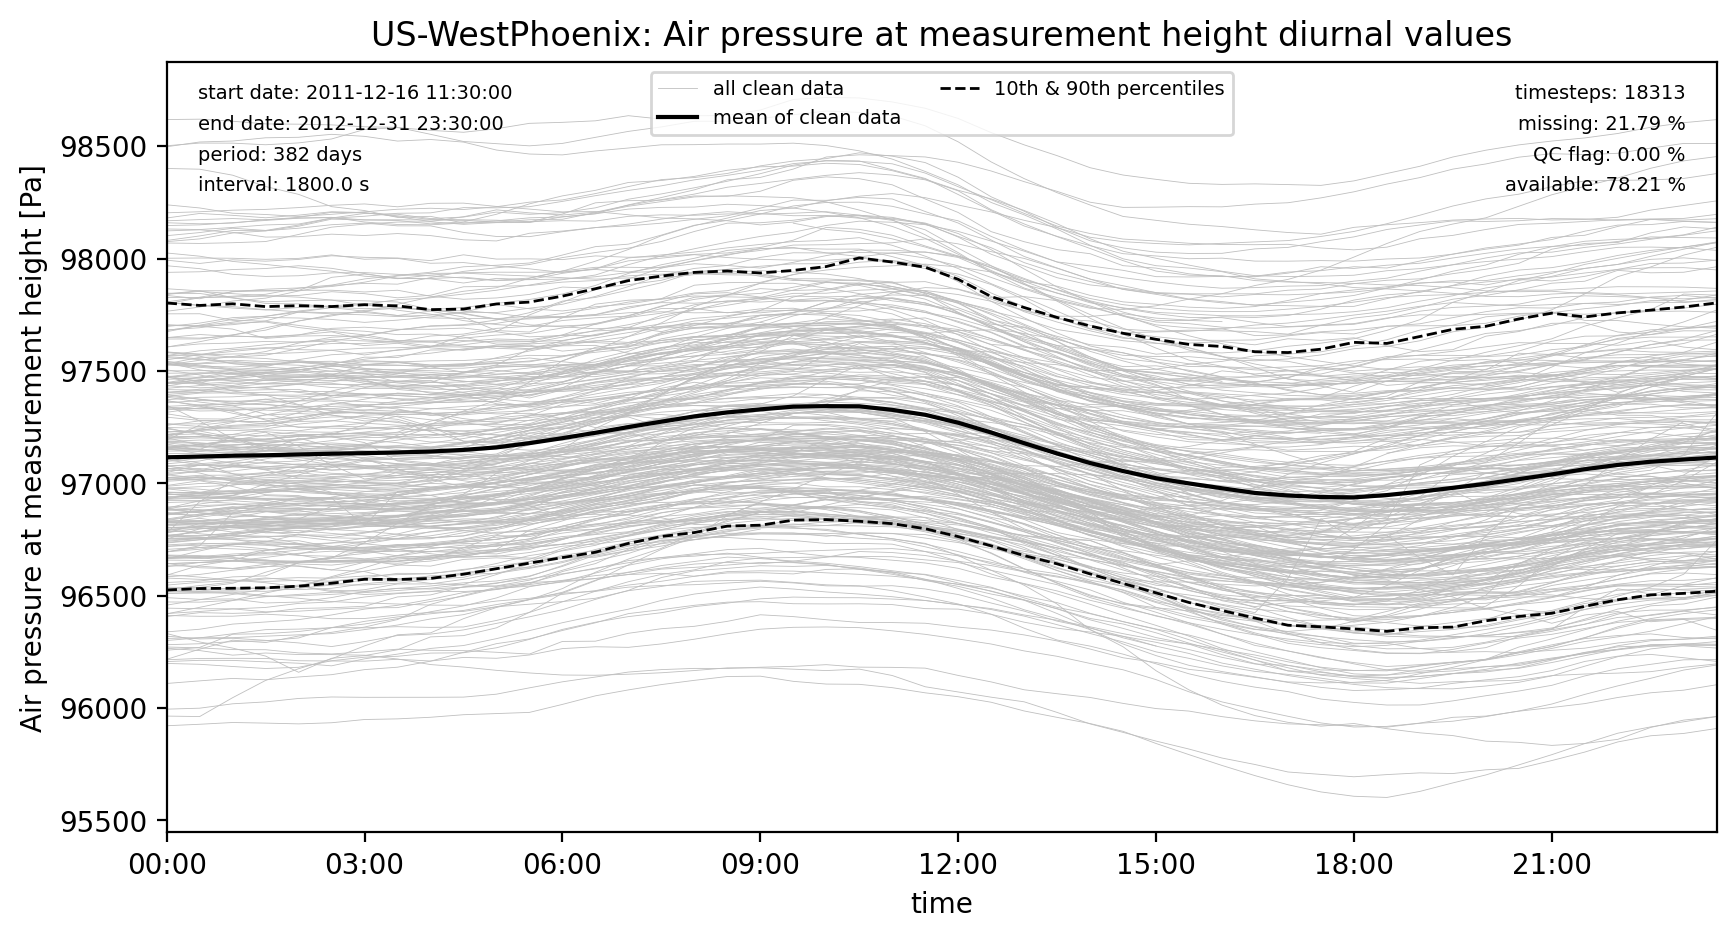 US-WestPhoenix: Air pressure at measurement height diurnal values
start date: 2011-12-16 11:30:00
end date: 2012-12-31 23:30:00
period: 382 days
interval: 1800.0 s
all clean data
mean of clean data
10th & 90th percentiles
timesteps: 18313
missing: 21.79 %
QC flag: 0.00 %
available: 78.21 %
Air pressure at measurement height [Pa]
98500
98000
97500
97000
96500
96000
95500
00:00 03:00 06:00 09:00 12:00 15:00 18:00 21:00
time